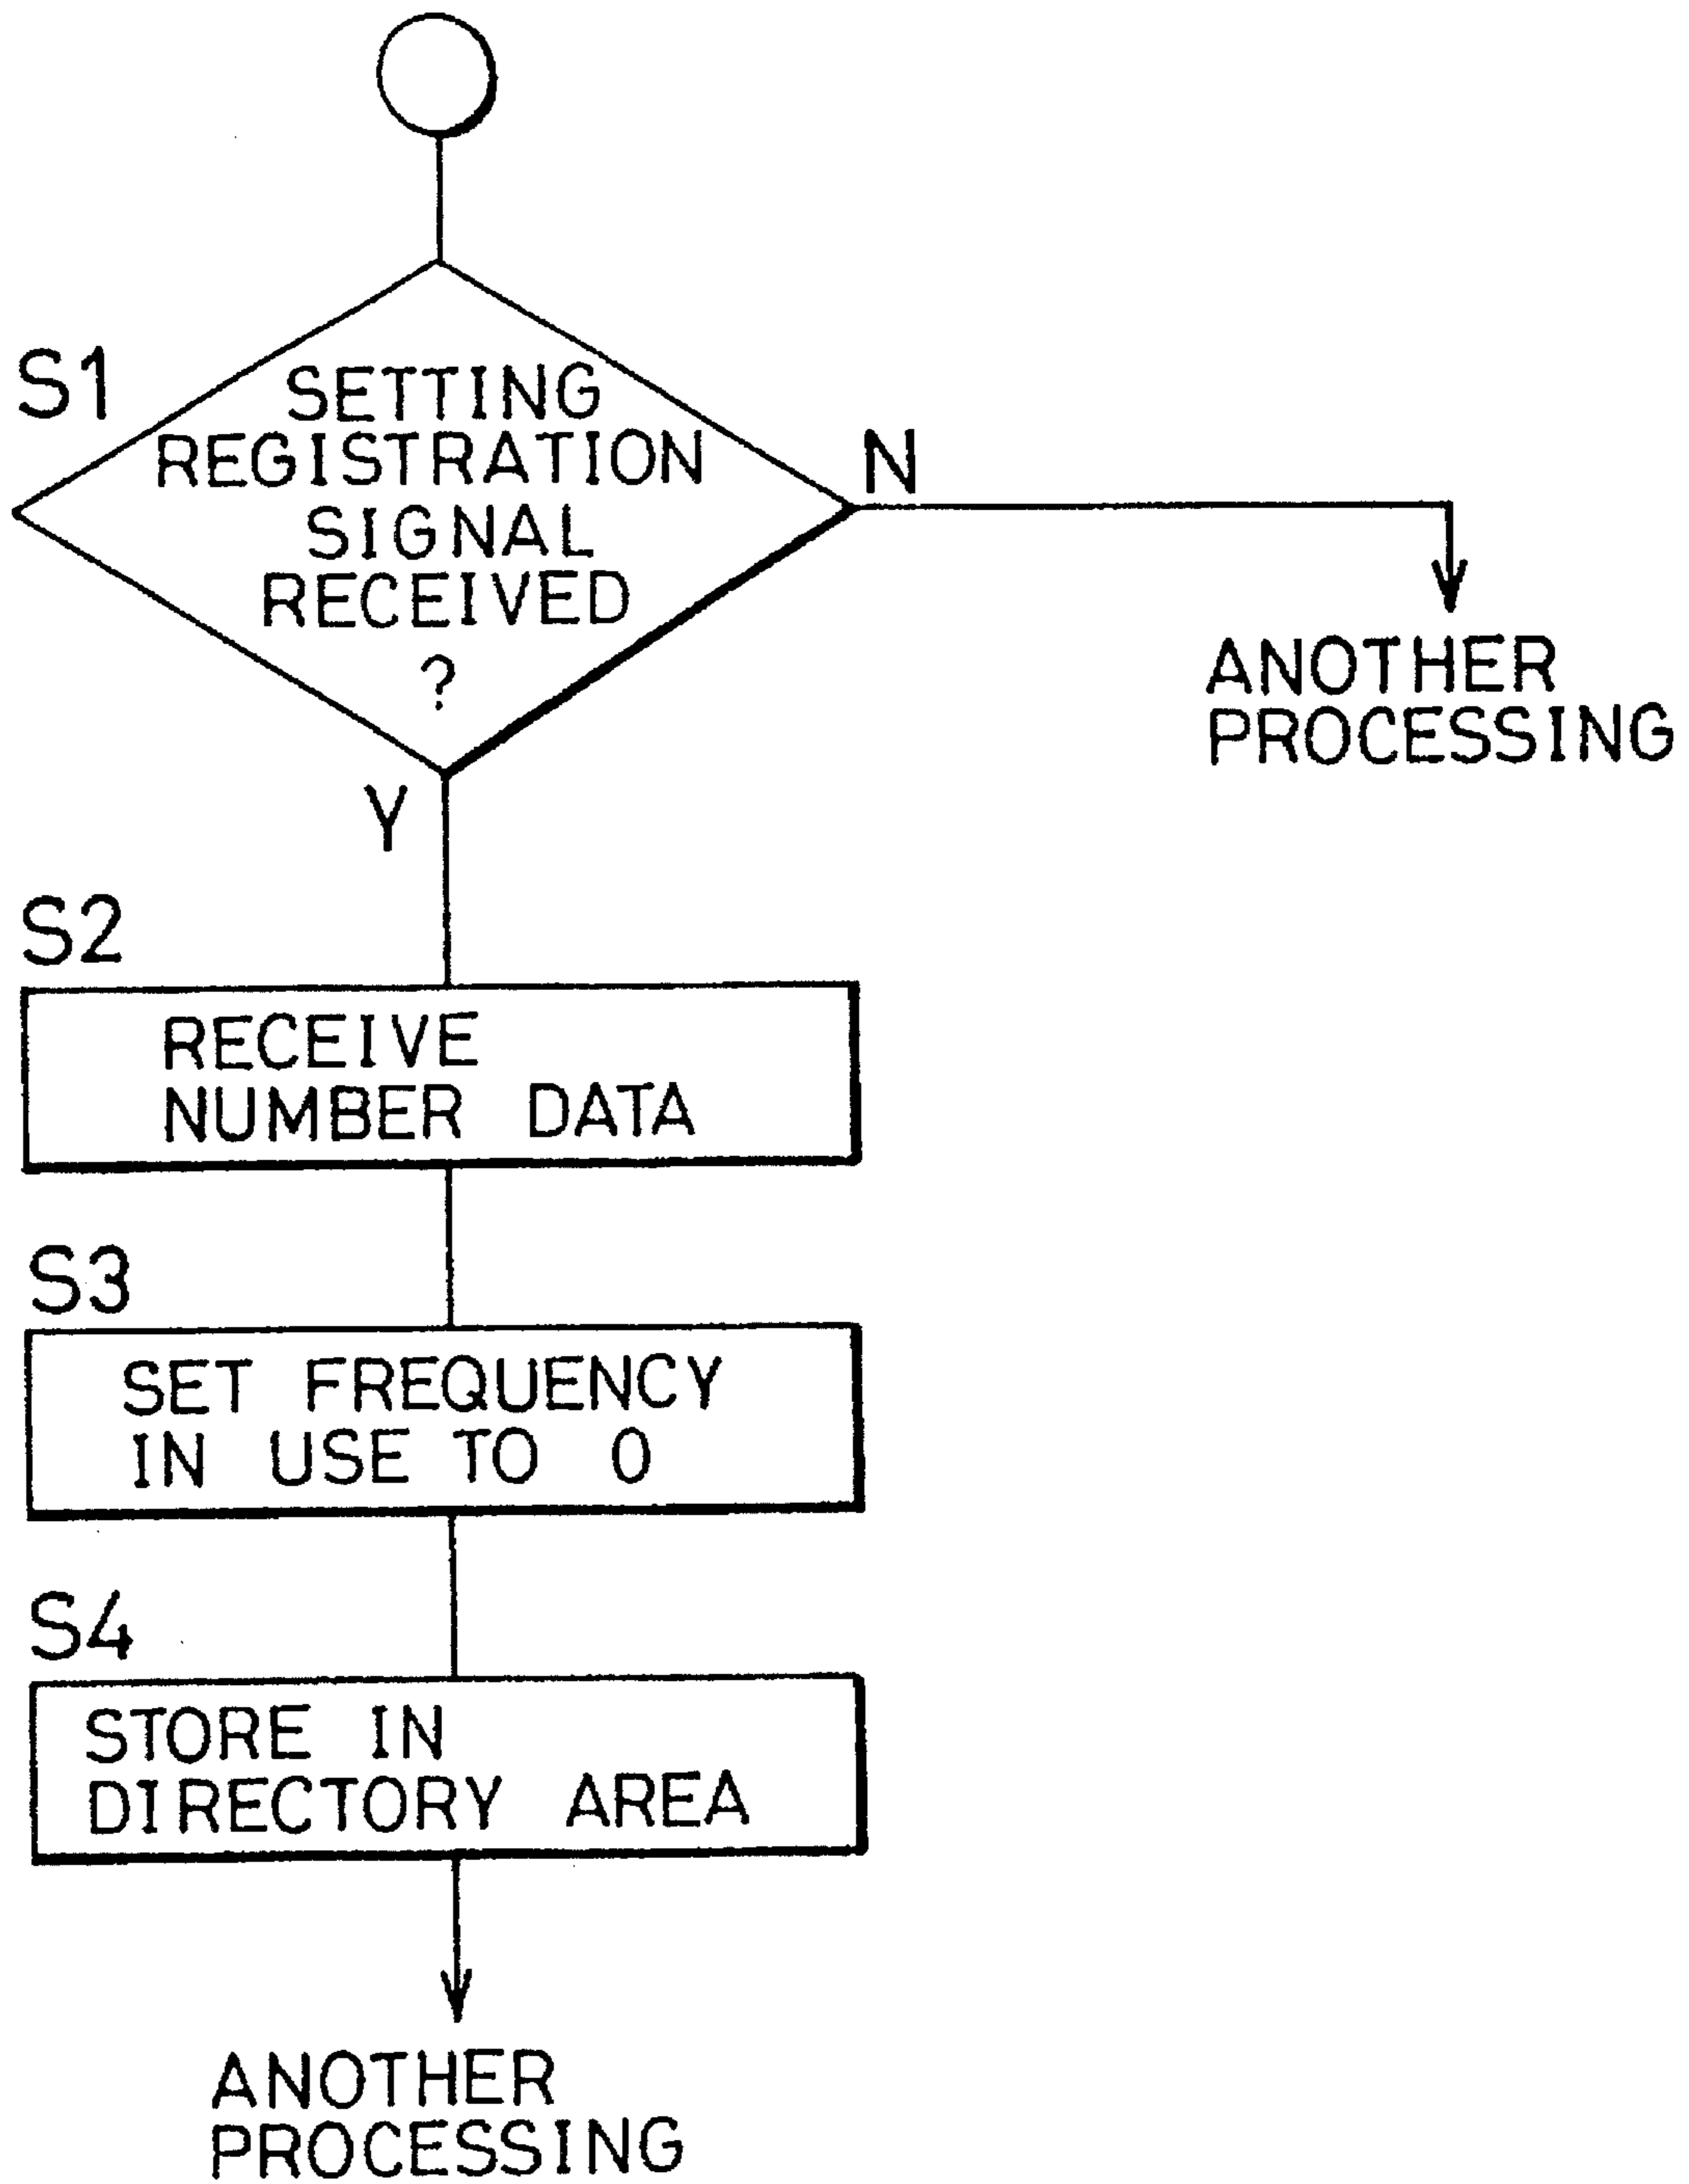 S1
SETTING
REGISTRATION
SIGNAL
RECEIVED
?
N
ANOTHER
PROCESSING
Y
S2
RECEIVE
NUMBER DATA
S3
SET FREQUENCY
IN USE TO 0
S4
STORE IN
DIRECTORY AREA
ANOTHER
PROCESSING